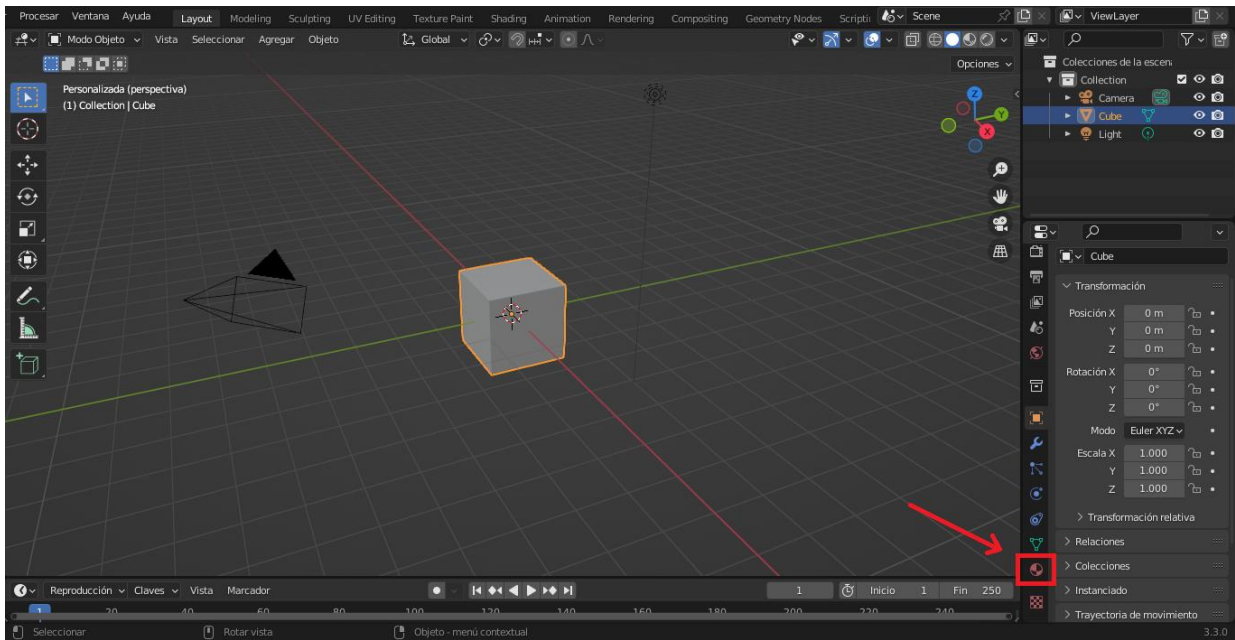 Procesar Ventana Ayuda Layout Modeling Sculpting UV Editing Texture Paint Shading Animation Rendering Compositing Geometry Nodes Scripti Scene ViewLayer
Modo Objeto Vista Seleccionar Agregar Objeto Global
Opciones
Personalizada (perspectiva)
(1) Collection | Cube
Z
Y
X
Colecciones de la escena
Collection
Camera
Cube
Light
Cube
Transformación
Posición X 0 m
Y 0 m
Z 0 m
Rotación X 0°
Y 0°
Z 0°
Modo Euler XYZ
Escala X 1.000
Y 1.000
Z 1.000
Transformación relativa
Relaciones
Colecciones
Instanciado
Trayectoria de movimiento
Reproducción Claves Vista Marcador 1 Inicio 1 Fin 250
1 20 40 60 80 100 120 140 160 180 200 220 240
Seleccionar Rotar vista Objeto - menú contextual 3.3.0